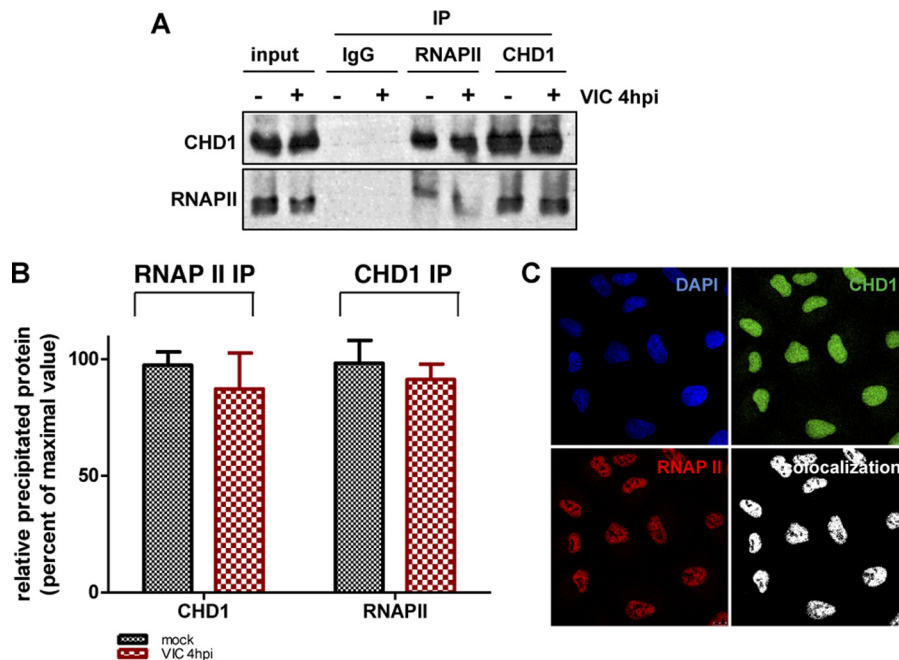 A
IP
input IgG RNAPII CHD1
- + - + - + - + VIC 4hpi
CHD1
RNAPII
B
RNAP II IP CHD1 IP
relative precipitated protein
(percent of maximal value)
100
50
0
CHD1 RNAPII
mock
VIC 4hpi
C
DAPI CHD1
RNAP II colocalization